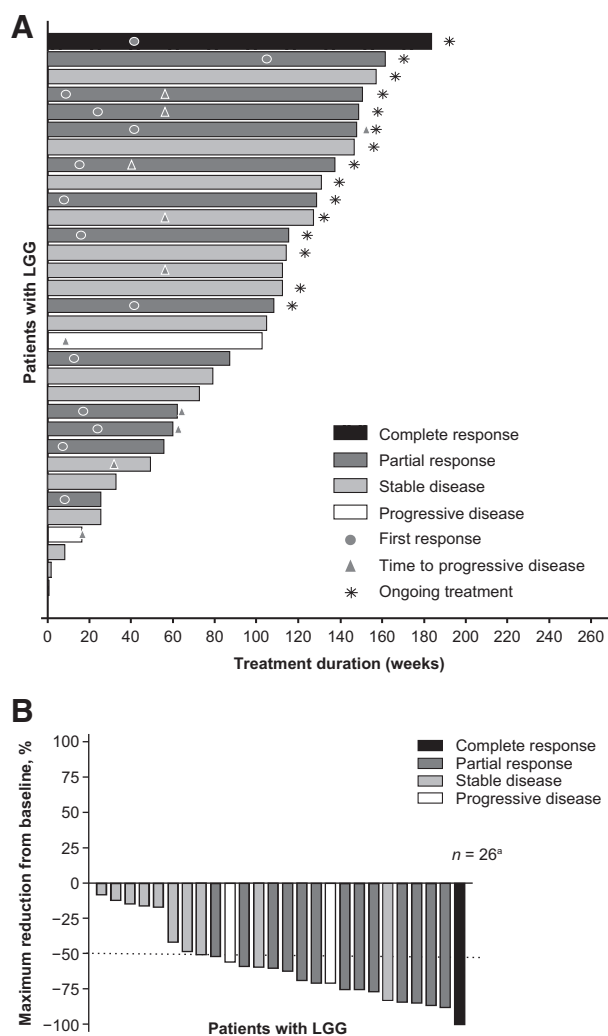 A
Patients with LGG
Complete response
Partial response
Stable disease
Progressive disease
First response
Time to progressive disease
Ongoing treatment
0 20 40 60 80 100 120 140 160 180 200 220 240 260
Treatment duration (weeks)
B
Maximum reduction from baseline, %
100
75
50
25
0
−25
−50
−75
−100
Complete response
Partial response
Stable disease
Progressive disease
n = 26ᵃ
Patients with LGG